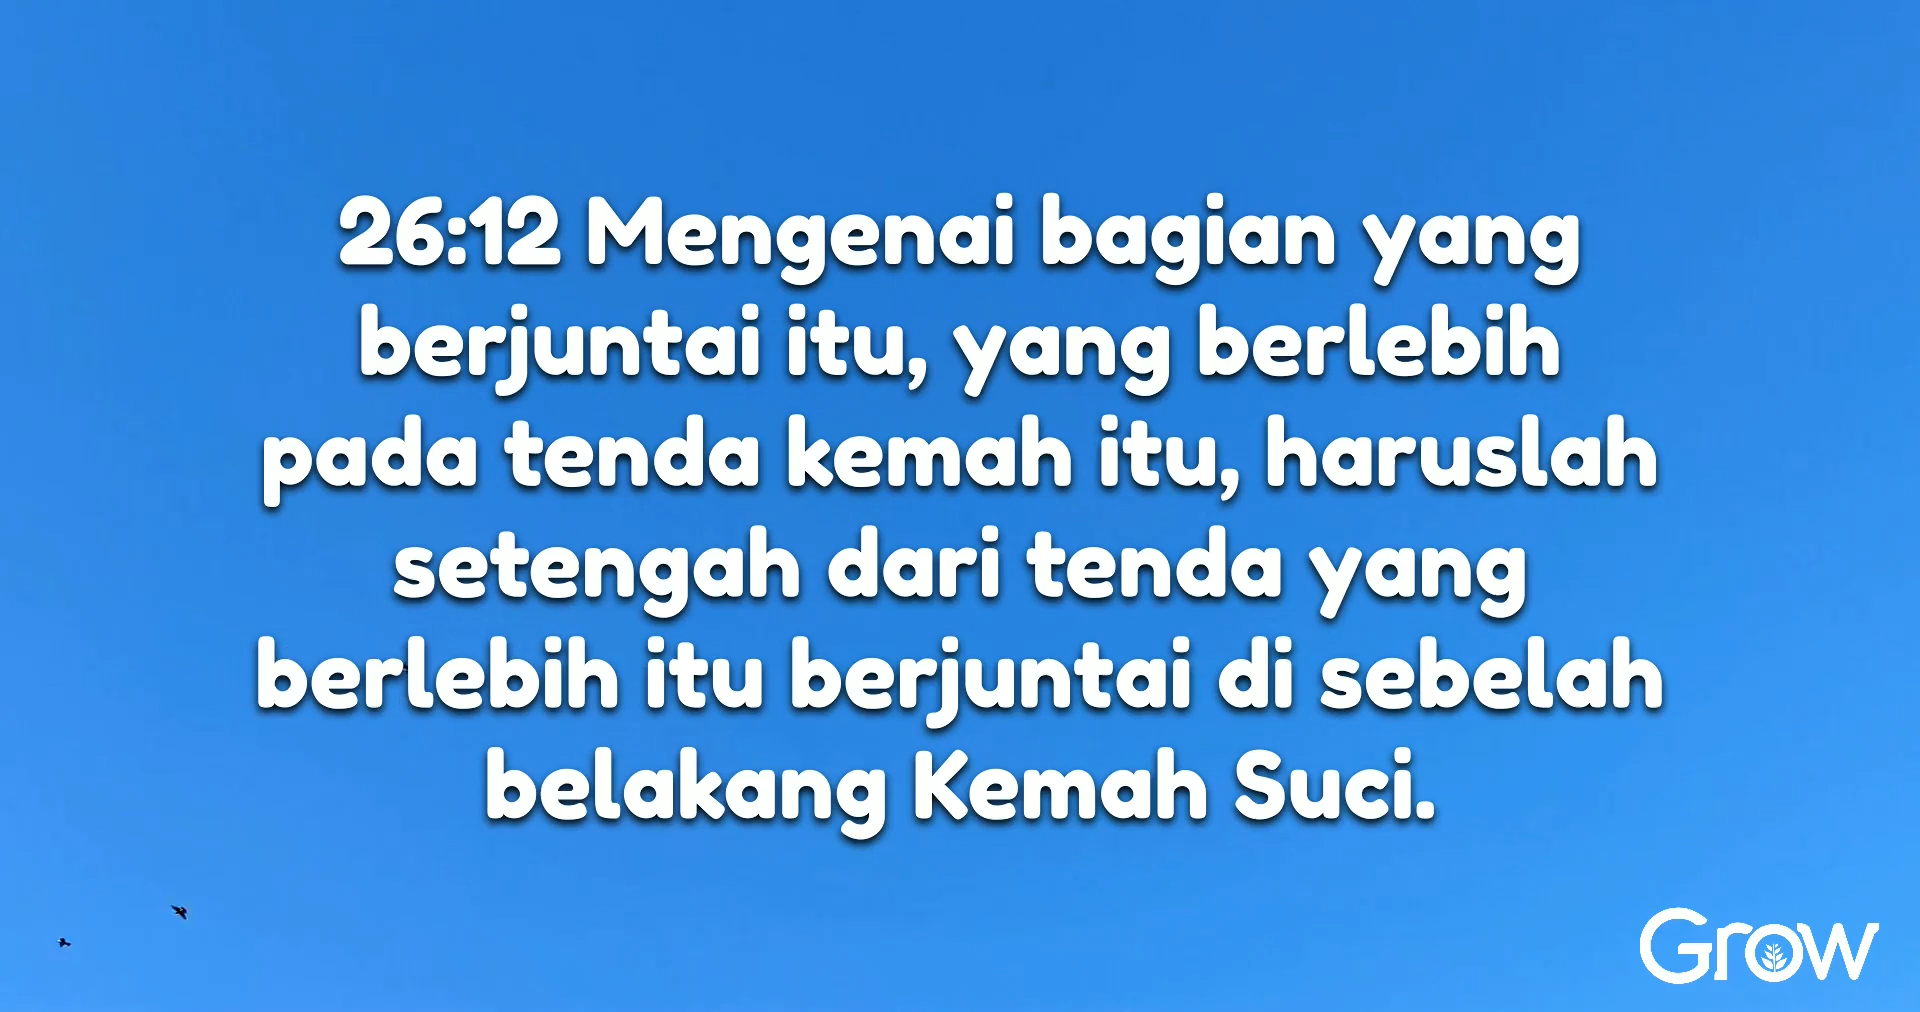 26:12 Mengenai bagian yang
berjuntai itu, yang berlebih
pada tenda kemah itu, haruslah
setengah dari tenda yang
berlebih itu berjuntai di sebelah
belakang Kemah Suci.
Grow